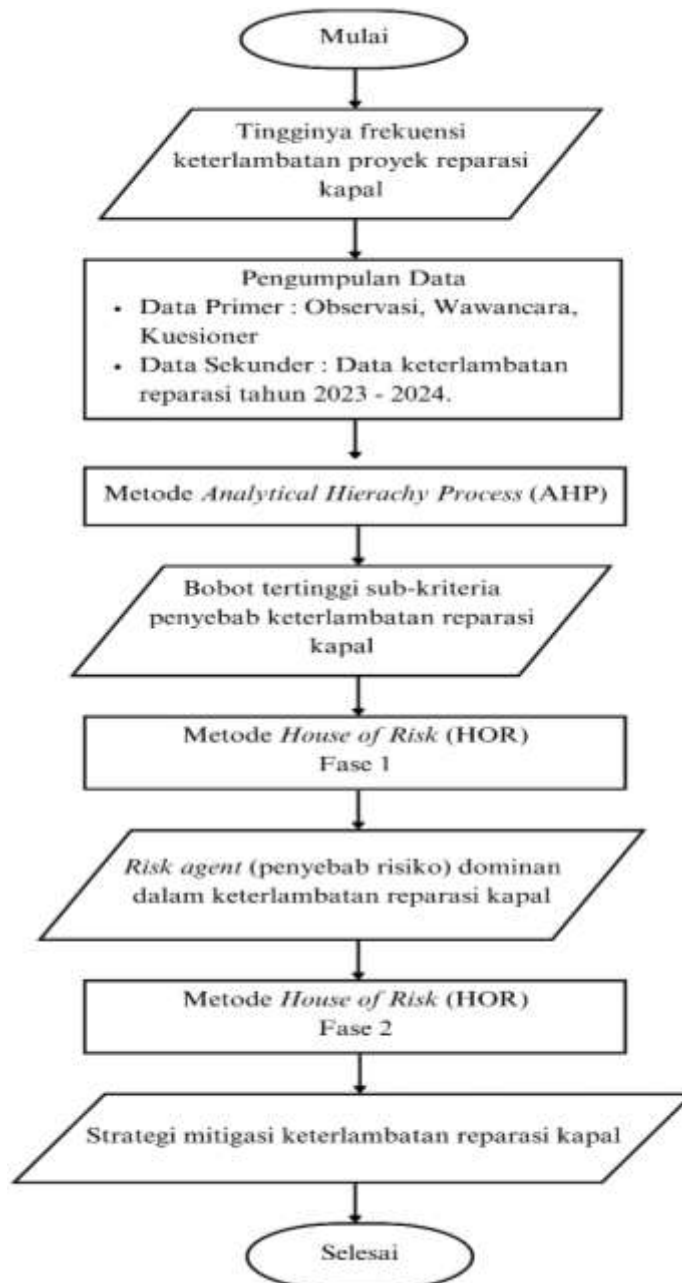 Mulai
Tingginya frekuensi
keterlambatan proyek reparasi
kapal
Pengumpulan Data
• Data Primer : Observasi, Wawancara,
Kuesioner
• Data Sekunder : Data keterlambatan
reparasi tahun 2023 - 2024.
Metode Analytical Hierachy Process (AHP)
Bobot tertinggi sub-kriteria
penyebab keterlambatan reparasi
kapal
Metode House of Risk (HOR)
Fase 1
Risk agent (penyebab risiko) dominan
dalam keterlambatan reparasi kapal
Metode House of Risk (HOR)
Fase 2
Strategi mitigasi keterlambatan reparasi kapal
Selesai